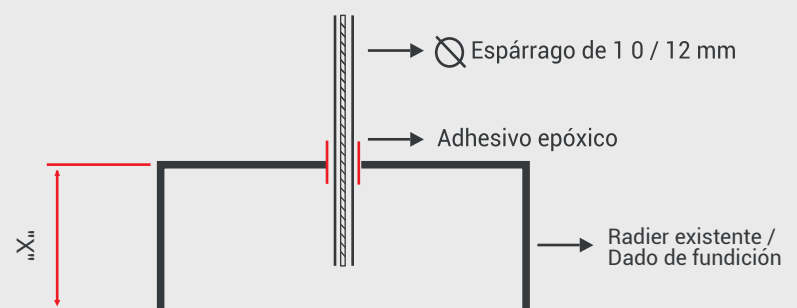 Ø Espárrago de 1 0 / 12 mm
Adhesivo epóxico
"X"
Radier existente /
Dado de fundición